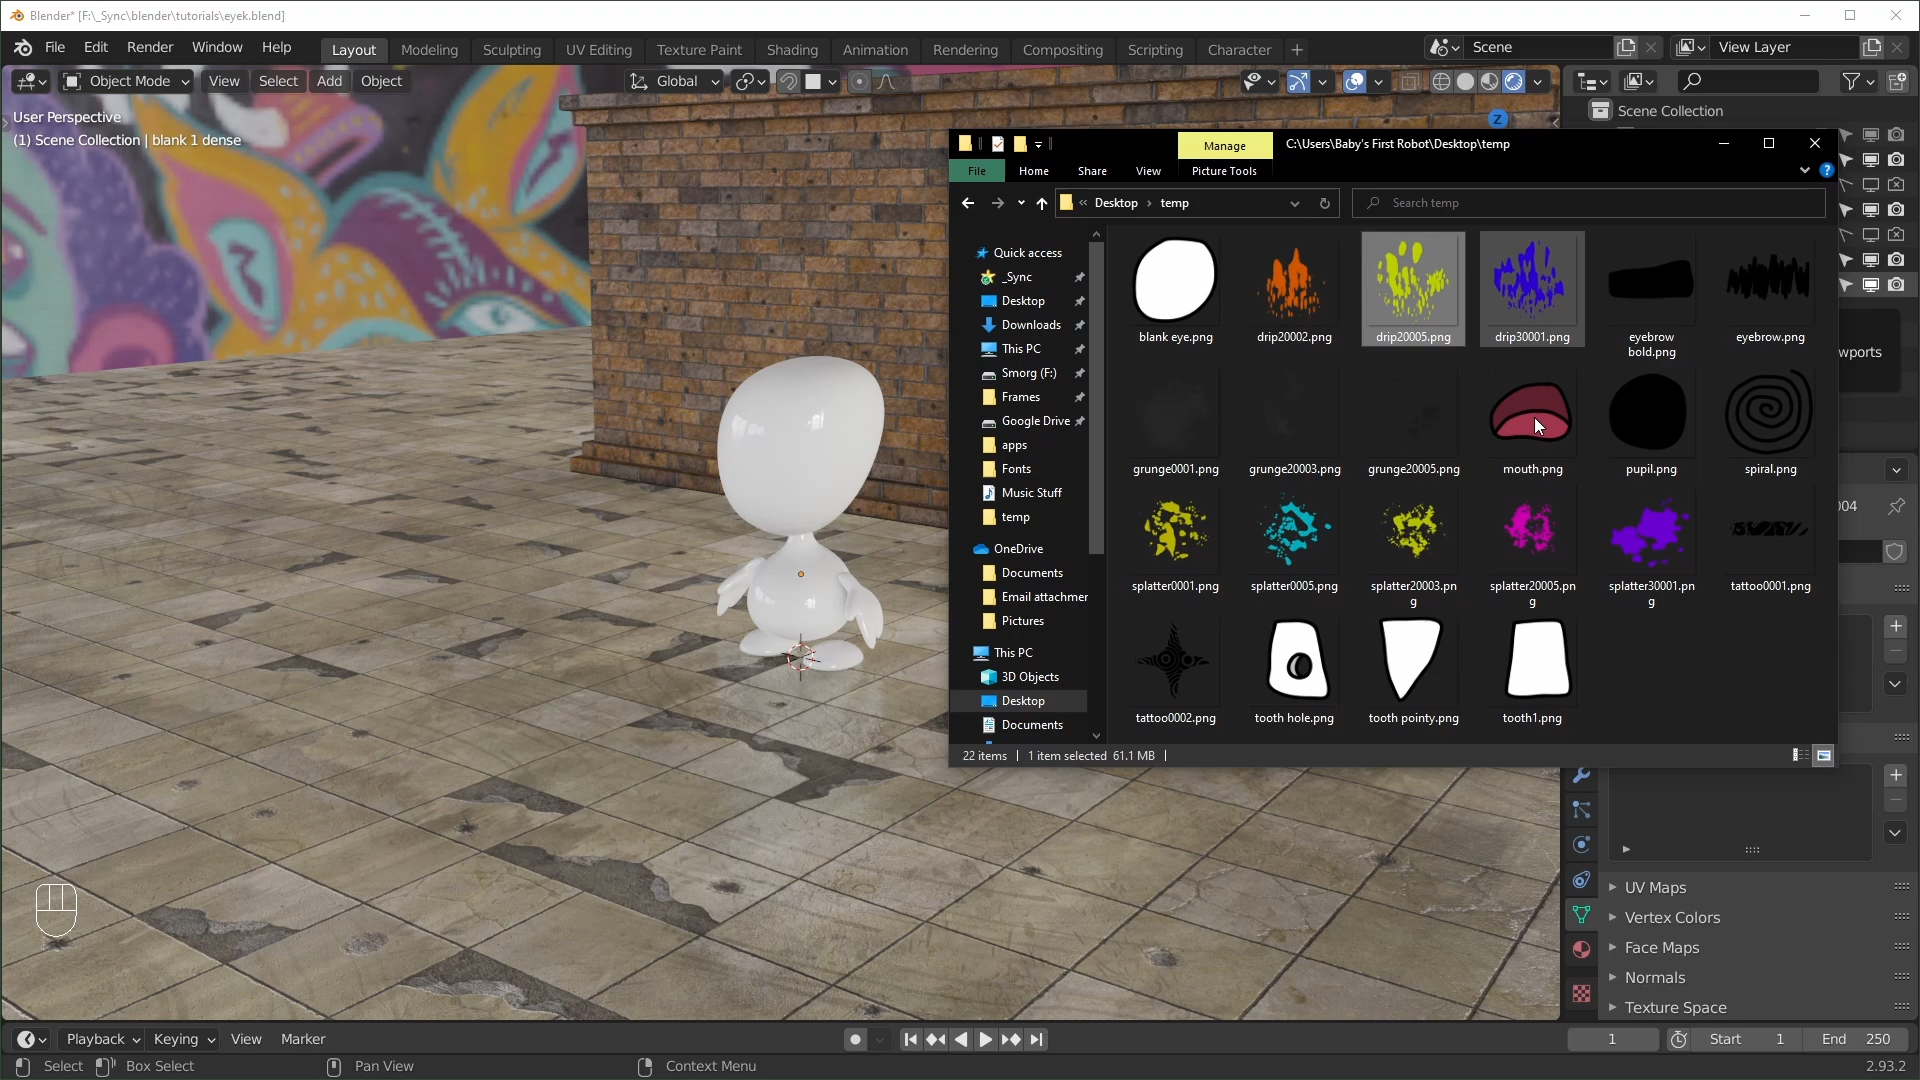 Blender* [F:\_Sync\blender\tutorials\eyek.blend]
File Edit Render Window Help
Layout Modeling Sculpting UV Editing Texture Paint Shading Animation Rendering Compositing Scripting Character
Scene
View Layer
Object Mode View Select Add Object
Global
User Perspective
(1) Scene Collection | blank 1 dense
Z
Scene Collection
Manage
C:\Users\Baby's First Robot\Desktop\temp
File Home Share View Picture Tools
Desktop temp
Search temp
Quick access
_Sync
Desktop
Downloads
This PC
Smorg (F:)
Frames
Google Drive
apps
Fonts
Music Stuff
temp
OneDrive
Documents
Email attachmer
Pictures
This PC
3D Objects
Desktop
Documents
blank eye.png
drip20002.png
drip20005.png
drip30001.png
eyebrow
bold.png
eyebrow.png
grunge0001.png
grunge20003.png
grunge20005.png
mouth.png
pupil.png
spiral.png
splatter0001.png
splatter0005.png
splatter20003.pn
g
splatter20005.pn
g
splatter30001.pn
g
tattoo0001.png
tattoo0002.png
tooth hole.png
tooth pointy.png
tooth1.png
22 items
1 item selected 61.1 MB
wports
004
UV Maps
Vertex Colors
Face Maps
Normals
Texture Space
Playback Keying View Marker
1
Start 1
End 250
Select
Box Select
Pan View
Context Menu
2.93.2